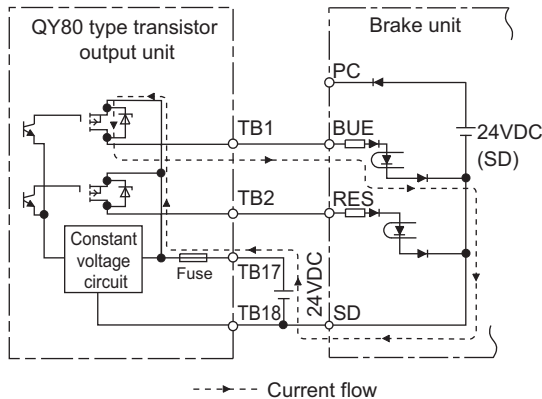 QY80 type transistor
output unit
Brake unit
PC
TB1
BUE
24VDC
(SD)
TB2
RES
Constant
voltage
circuit
Fuse
TB17
24VDC
TB18
SD
Current flow